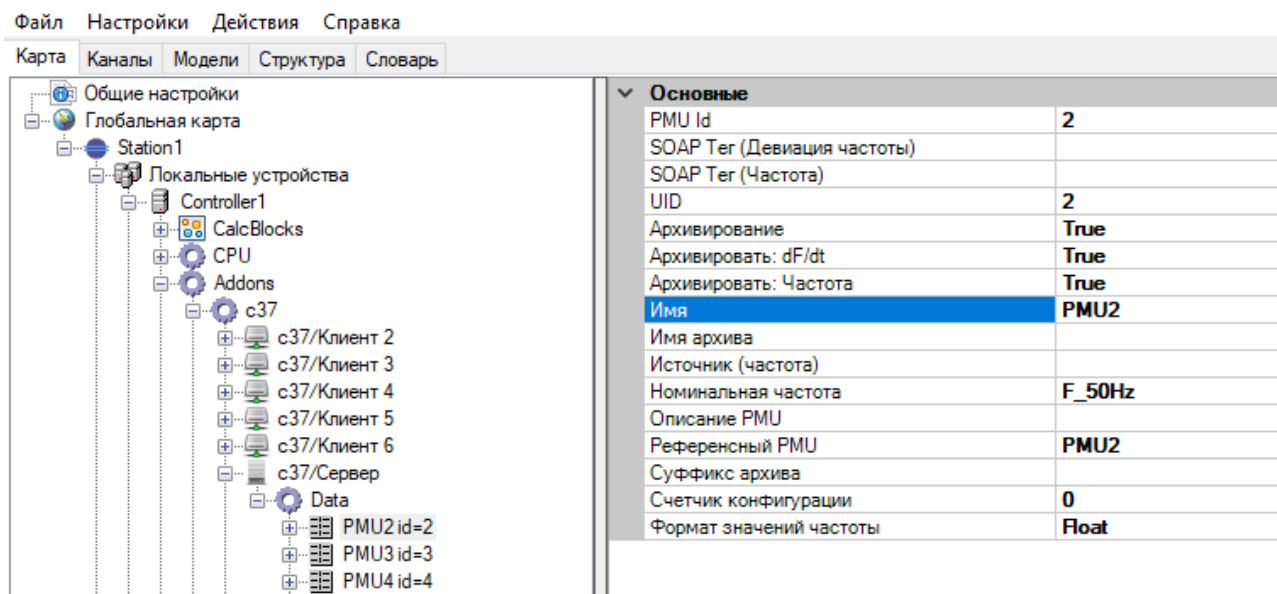 Файл Настройки Действия Справка
Карта Каналы Модели Структура Словарь
Общие настройки
Глобальная карта
Station1
Локальные устройства
Controller1
CalcBlocks
CPU
Addons
c37
c37/Клиент 2
c37/Клиент 3
c37/Клиент 4
c37/Клиент 5
c37/Клиент 6
c37/Сервер
Data
PMU2 id=2
PMU3 id=3
PMU4 id=4
Основные
PMU Id 2
SOAP Тег (Девиация частоты)
SOAP Тег (Частота)
UID 2
Архивирование True
Архивировать: dF/dt True
Архивировать: Частота True
Имя PMU2
Имя архива
Источник (частота)
Номинальная частота F_50Hz
Описание PMU
Референсный PMU PMU2
Суффикс архива
Счетчик конфигурации 0
Формат значений частоты Float